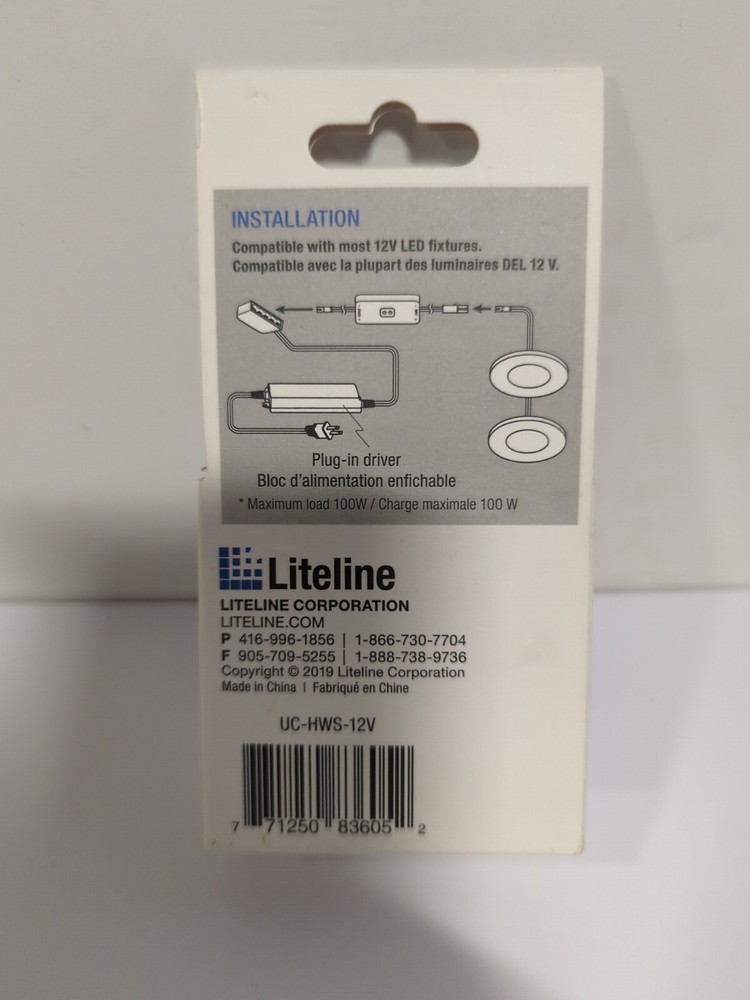 INSTALLATION
Compatible with most 12V LED fixtures.
Compatible avec la plupart des luminaires DEL 12 V.
Plug-in driver
Bloc d'alimentation enfichable
* Maximum load 100W / Charge maximale 100 W
Liteline
LITELINE CORPORATION
LITELINE.COM
P 416-996-1856 | 1-866-730-7704
F 905-709-5255 | 1-888-738-9736
Copyright © 2019 Liteline Corporation
Made in China | Fabriqué en Chine
UC-HWS-12V
7 71250 83605 2